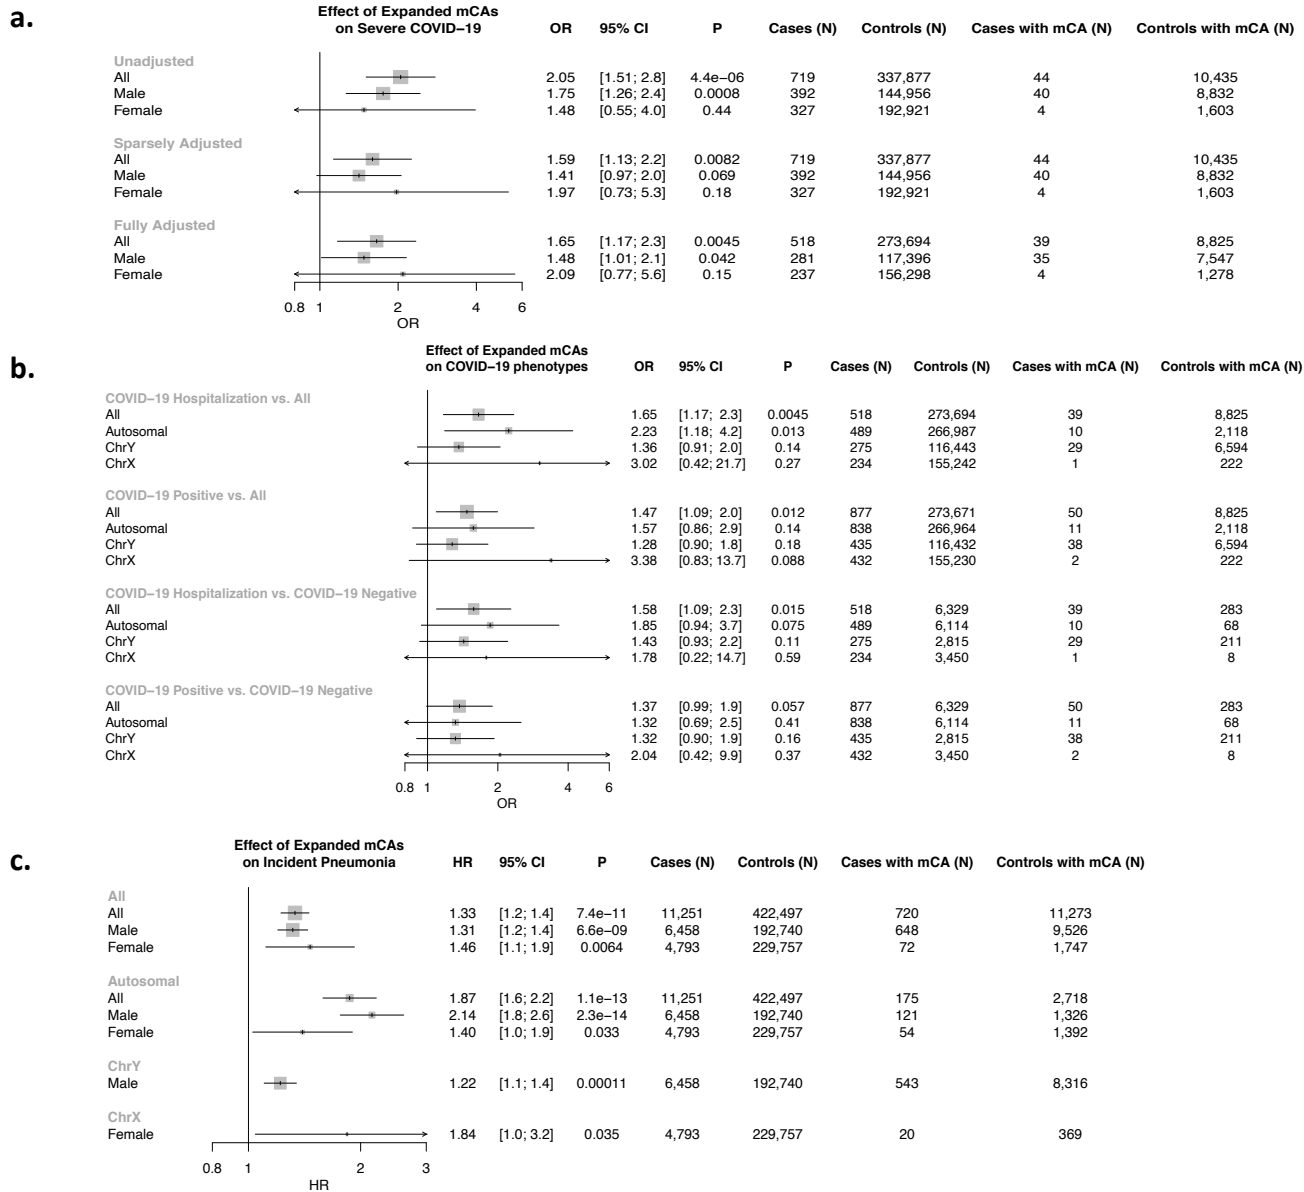 a.
Effect of Expanded mCAs
on Severe COVID−19 OR 95% CI P Cases (N) Controls (N) Cases with mCA (N) Controls with mCA (N)
Unadjusted
All 2.05 [1.51; 2.8] 4.4e−06 719 337,877 44 10,435
Male 1.75 [1.26; 2.4] 0.0008 392 144,956 40 8,832
Female 1.48 [0.55; 4.0] 0.44 327 192,921 4 1,603
Sparsely Adjusted
All 1.59 [1.13; 2.2] 0.0082 719 337,877 44 10,435
Male 1.41 [0.97; 2.0] 0.069 392 144,956 40 8,832
Female 1.97 [0.73; 5.3] 0.18 327 192,921 4 1,603
Fully Adjusted
All 1.65 [1.17; 2.3] 0.0045 518 273,694 39 8,825
Male 1.48 [1.01; 2.1] 0.042 281 117,396 35 7,547
Female 2.09 [0.77; 5.6] 0.15 237 156,298 4 1,278
0.8 1 2 4 6
OR
b.
Effect of Expanded mCAs
on COVID−19 phenotypes OR 95% CI P Cases (N) Controls (N) Cases with mCA (N) Controls with mCA (N)
COVID−19 Hospitalization vs. All
All 1.65 [1.17; 2.3] 0.0045 518 273,694 39 8,825
Autosomal 2.23 [1.18; 4.2] 0.013 489 266,987 10 2,118
ChrY 1.36 [0.91; 2.0] 0.14 275 116,443 29 6,594
ChrX 3.02 [0.42; 21.7] 0.27 234 155,242 1 222
COVID−19 Positive vs. All
All 1.47 [1.09; 2.0] 0.012 877 273,671 50 8,825
Autosomal 1.57 [0.86; 2.9] 0.14 838 266,964 11 2,118
ChrY 1.28 [0.90; 1.8] 0.18 435 116,432 38 6,594
ChrX 3.38 [0.83; 13.7] 0.088 432 155,230 2 222
COVID−19 Hospitalization vs. COVID−19 Negative
All 1.58 [1.09; 2.3] 0.015 518 6,329 39 283
Autosomal 1.85 [0.94; 3.7] 0.075 489 6,114 10 68
ChrY 1.43 [0.93; 2.2] 0.11 275 2,815 29 211
ChrX 1.78 [0.22; 14.7] 0.59 234 3,450 1 8
COVID−19 Positive vs. COVID−19 Negative
All 1.37 [0.99; 1.9] 0.057 877 6,329 50 283
Autosomal 1.32 [0.69; 2.5] 0.41 838 6,114 11 68
ChrY 1.32 [0.90; 1.9] 0.16 435 2,815 38 211
ChrX 2.04 [0.42; 9.9] 0.37 432 3,450 2 8
0.8 1 2 4 6
OR
c.
Effect of Expanded mCAs
on Incident Pneumonia HR 95% CI P Cases (N) Controls (N) Cases with mCA (N) Controls with mCA (N)
All
All 1.33 [1.2; 1.4] 7.4e−11 11,251 422,497 720 11,273
Male 1.31 [1.2; 1.4] 6.6e−09 6,458 192,740 648 9,526
Female 1.46 [1.1; 1.9] 0.0064 4,793 229,757 72 1,747
Autosomal
All 1.87 [1.6; 2.2] 1.1e−13 11,251 422,497 175 2,718
Male 2.14 [1.8; 2.6] 2.3e−14 6,458 192,740 121 1,326
Female 1.40 [1.0; 1.9] 0.033 4,793 229,757 54 1,392
ChrY
Male 1.22 [1.1; 1.4] 0.00011 6,458 192,740 543 8,316
ChrX
Female 1.84 [1.0; 3.2] 0.035 4,793 229,757 20 369
0.8 1 2 3
HR